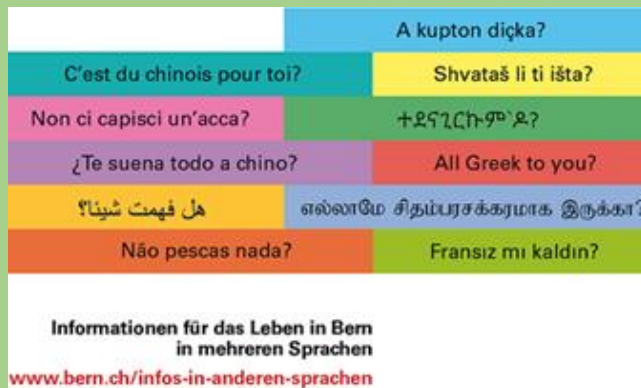 A kupton diçka?
C'est du chinois pour toi?
Shvataš li ti išta?
Non ci capisci un'acca?
ተደናጊርኩም`ዶ?
¿Te suena todo a chino?
All Greek to you?
هل فهمت شيئا؟
எல்லாமே சிதம்பரசக்கரமாக இருக்கா?
Não pescas nada?
Fransız mı kaldın?
Informationen für das Leben in Bern
in mehreren Sprachen
www.bern.ch/infos-in-anderen-sprachen